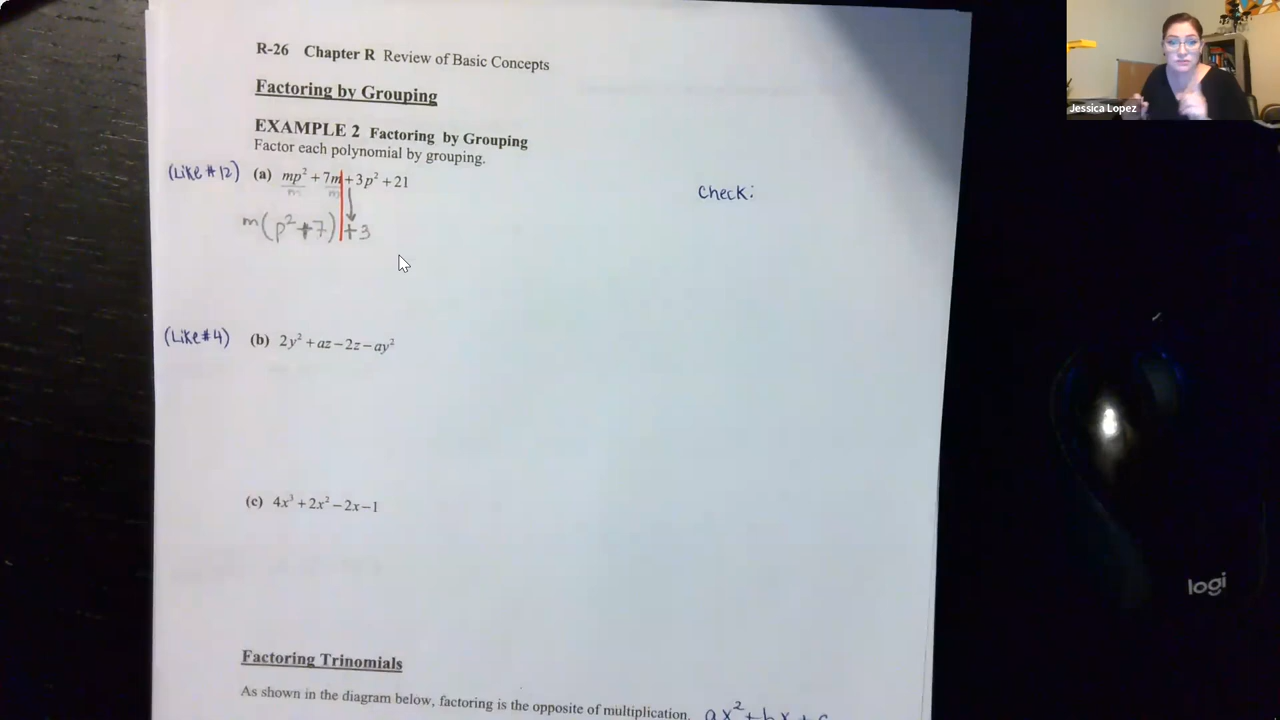 R-26 Chapter R Review of Basic Concepts
Jessica Lopez
Factoring by Grouping
EXAMPLE 2 Factoring by Grouping
Factor each polynomial by grouping.
(Like #12) (a) mp² + 7m + 3p² + 21
m m
check:
m(p² + 7) + 3
(Like #4) (b) 2y² + az − 2z − ay²
(c) 4x³ + 2x² − 2x − 1
logi
Factoring Trinomials
As shown in the diagram below, factoring is the opposite of multiplication.
ax² + bx + c